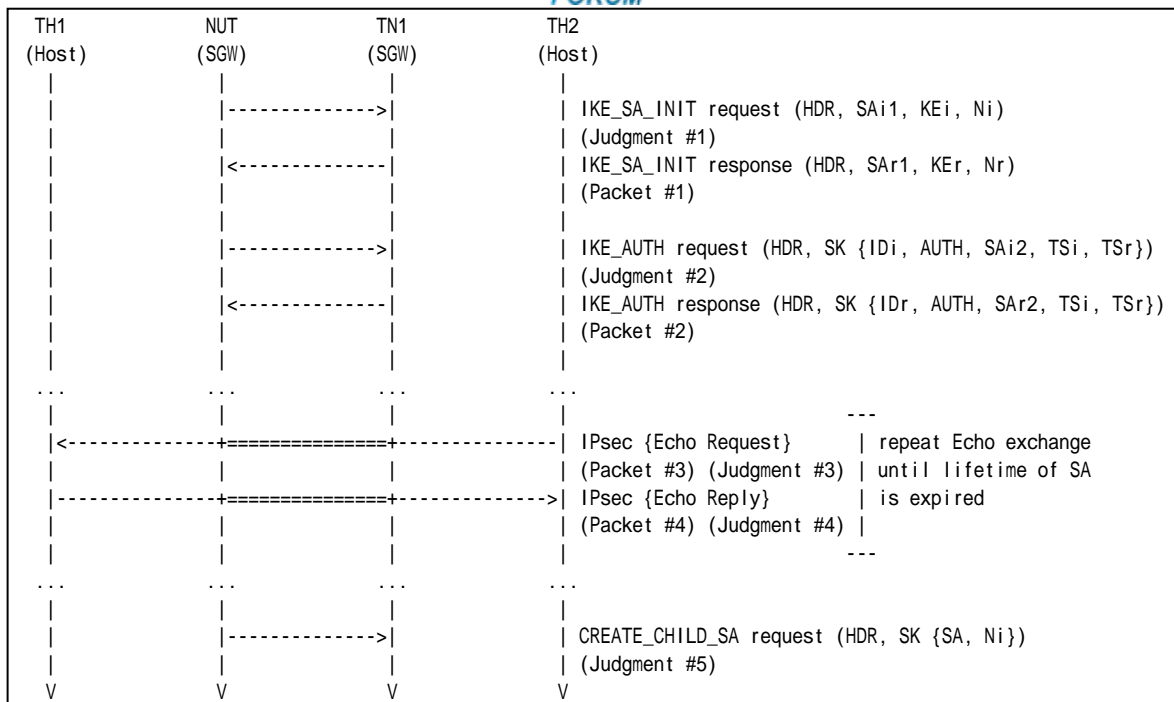 FORUM
TH1 NUT TN1 TH2
(Host) (SGW) (SGW) (Host)
| | | |
| |-------------->| | IKE_SA_INIT request (HDR, SAi1, KEi, Ni)
| | | | (Judgment #1)
| |<--------------| | IKE_SA_INIT response (HDR, SAr1, KEr, Nr)
| | | | (Packet #1)
| | | |
| |-------------->| | IKE_AUTH request (HDR, SK {IDi, AUTH, SAi2, TSi, TSr})
| | | | (Judgment #2)
| |<--------------| | IKE_AUTH response (HDR, SK {IDr, AUTH, SAr2, TSi, TSr})
| | | | (Packet #2)
| | | |
... ... ... ...
| | | | ---
|<--------------+===============+---------------| IPsec {Echo Request} | repeat Echo exchange
| | | | (Packet #3) (Judgment #3) | until lifetime of SA
|---------------+===============+-------------->| IPsec {Echo Reply} | is expired
| | | | (Packet #4) (Judgment #4) |
| | | | ---
... ... ... ...
| | | |
| |-------------->| | CREATE_CHILD_SA request (HDR, SK {SA, Ni})
| | | | (Judgment #5)
V V V V